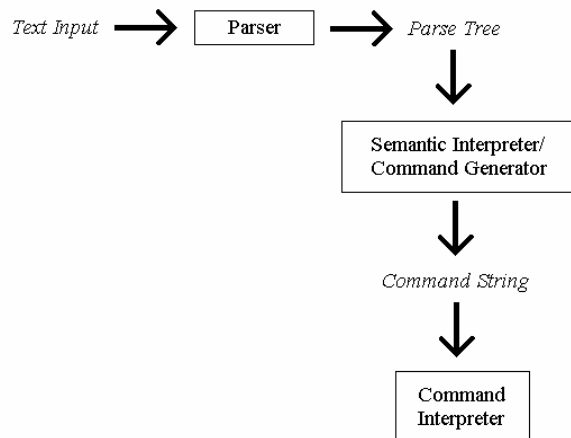 Text Input
Parser
Parse Tree
Semantic Interpreter/
Command Generator
Command String
Command
Interpreter